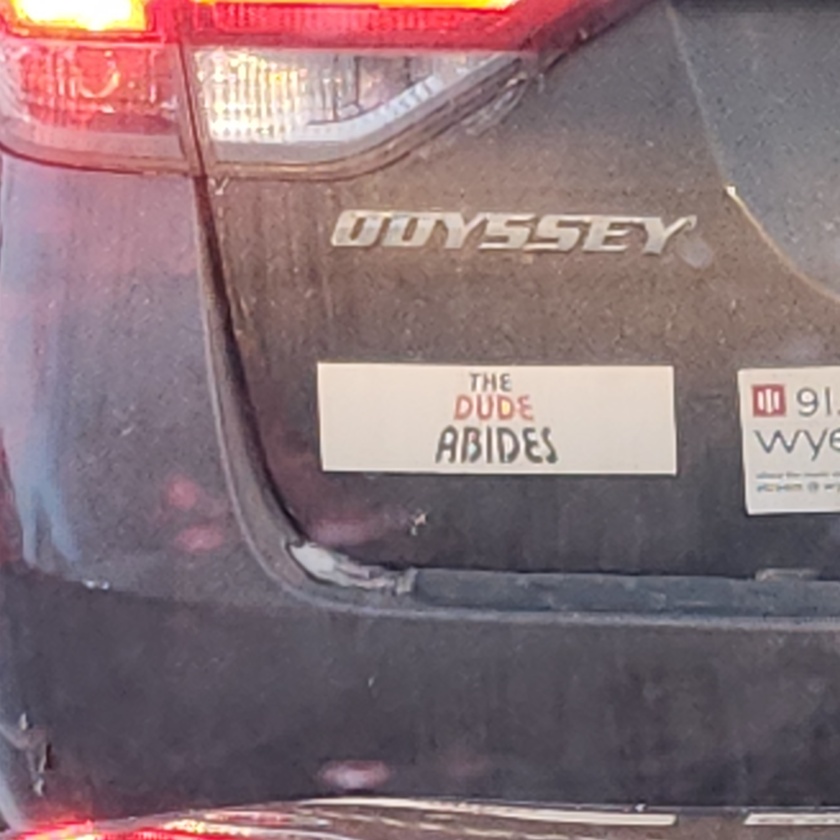 ODYSSEY
THE
DUDE
ABIDES
91.
wye